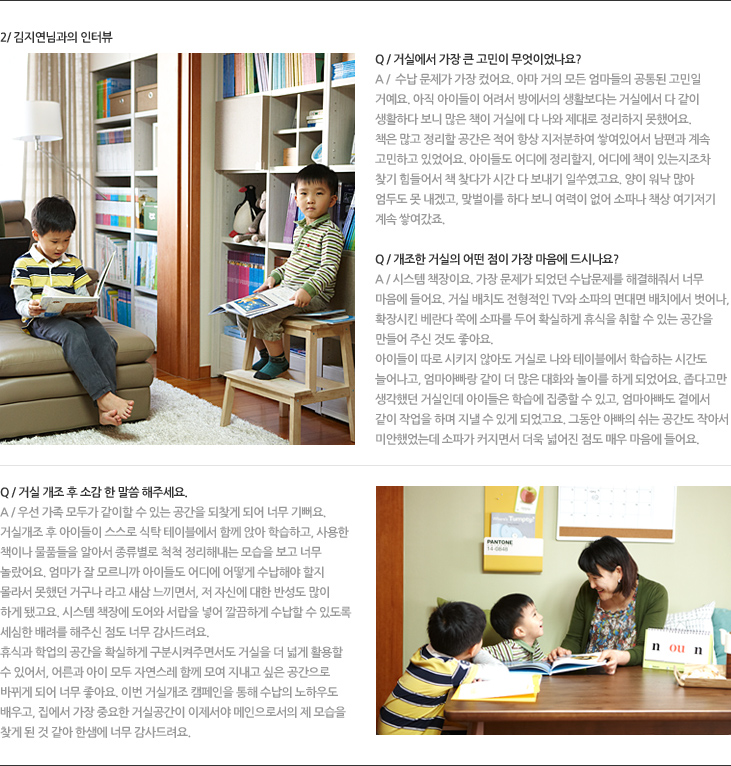 2/ 김지연님과의 인터뷰
Q / 거실에서 가장 큰 고민이 무엇이었나요?
A / 수납 문제가 가장 컸어요. 아마 거의 모든 엄마들의 공통된 고민일
거예요. 아직 아이들이 어려서 방에서의 생활보다는 거실에서 다 같이
생활하다 보니 많은 책이 거실에 다 나와 제대로 정리하지 못했어요.
책은 많고 정리할 공간은 적어 항상 지저분하여 쌓여있어서 남편과 계속
고민하고 있었어요. 아이들도 어디에 정리할지, 어디에 책이 있는지조차
찾기 힘들어서 책 찾다가 시간 다 보내기 일쑤였고요. 양이 워낙 많아
엄두도 못 내겠고, 맞벌이를 하다 보니 여력이 없어 소파나 책상 여기저기
계속 쌓여갔죠.
Q / 개조한 거실의 어떤 점이 가장 마음에 드시나요?
A / 시스템 책장이요. 가장 문제가 되었던 수납문제를 해결해줘서 너무
마음에 들어요. 거실 배치도 전형적인 TV와 소파의 면대면 배치에서 벗어나,
확장시킨 베란다 쪽에 소파를 두어 확실하게 휴식을 취할 수 있는 공간을
만들어 주신 것도 좋아요.
아이들이 따로 시키지 않아도 거실로 나와 테이블에서 학습하는 시간도
늘어나고, 엄마아빠랑 같이 더 많은 대화와 놀이를 하게 되었어요. 좁다고만
생각했던 거실인데 아이들은 학습에 집중할 수 있고, 엄마아빠도 곁에서
같이 작업을 하며 지낼 수 있게 되었고요. 그동안 아빠의 쉬는 공간도 작아서
미안했었는데 소파가 커지면서 더욱 넓어진 점도 매우 마음에 들어요.
Q / 거실 개조 후 소감 한 말씀 해주세요.
A / 우선 가족 모두가 같이할 수 있는 공간을 되찾게 되어 너무 기뻐요.
거실개조 후 아이들이 스스로 식탁 테이블에서 함께 앉아 학습하고, 사용한
책이나 물품들을 알아서 종류별로 척척 정리해내는 모습을 보고 너무
놀랐어요. 엄마가 잘 모르니까 아이들도 어디에 어떻게 수납해야 할지
몰라서 못했던 거구나 라고 새삼 느끼면서, 저 자신에 대한 반성도 많이
하게 됐고요. 시스템 책장에 도어와 서랍을 넣어 깔끔하게 수납할 수 있도록
세심한 배려를 해주신 점도 너무 감사드려요.
휴식과 학업의 공간을 확실하게 구분시켜주면서도 거실을 더 넓게 활용할
수 있어서, 어른과 아이 모두 자연스레 함께 모여 지내고 싶은 공간으로
바뀌게 되어 너무 좋아요. 이번 거실개조 캠페인을 통해 수납의 노하우도
배우고, 집에서 가장 중요한 거실공간이 이제서야 메인으로서의 제 모습을
찾게 된 것 같아 한샘에 너무 감사드려요.
PANTONE
14-0848
n ou n